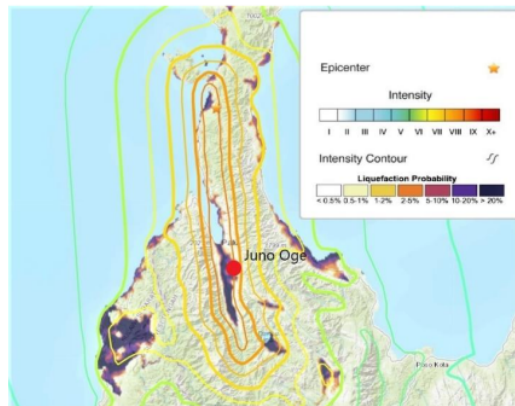 Epicenter
Intensity
I II III IV V VI VII VIII IX X+
Intensity Contour
Liquefaction Probability
< 0.5% 0.5-1% 1-2% 2-5% 5-10% 10-20% > 20%
Juno Oge